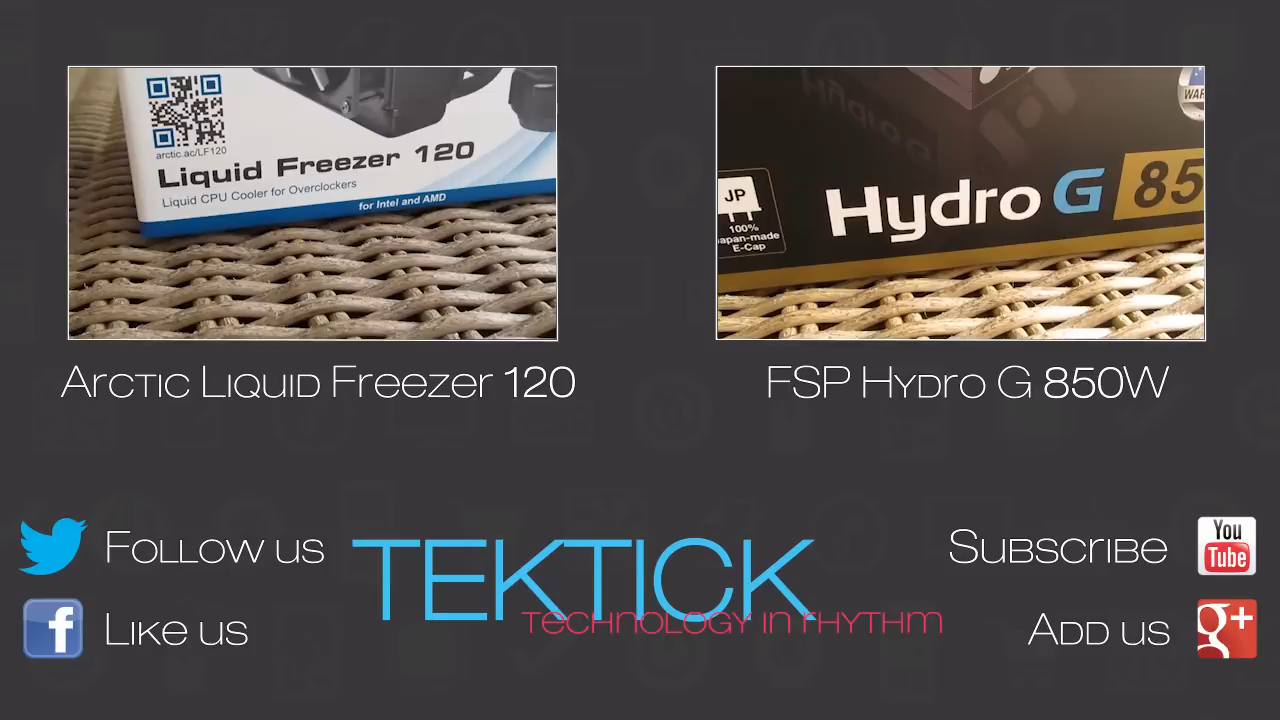 arctic.ac/LF120
Liquid Freezer 120
Liquid CPU Cooler for Overclockers
for Intel and AMD
JP
100%
apan-made
E-Cap
Hydro G 85
WAR
Arctic Liquid Freezer 120
FSP Hydro G 850W
Follow us
Like us
TEKTICK
TECHNOLOGY IN RHYTHM
Subscribe
You
Tube
Add us
f
g+